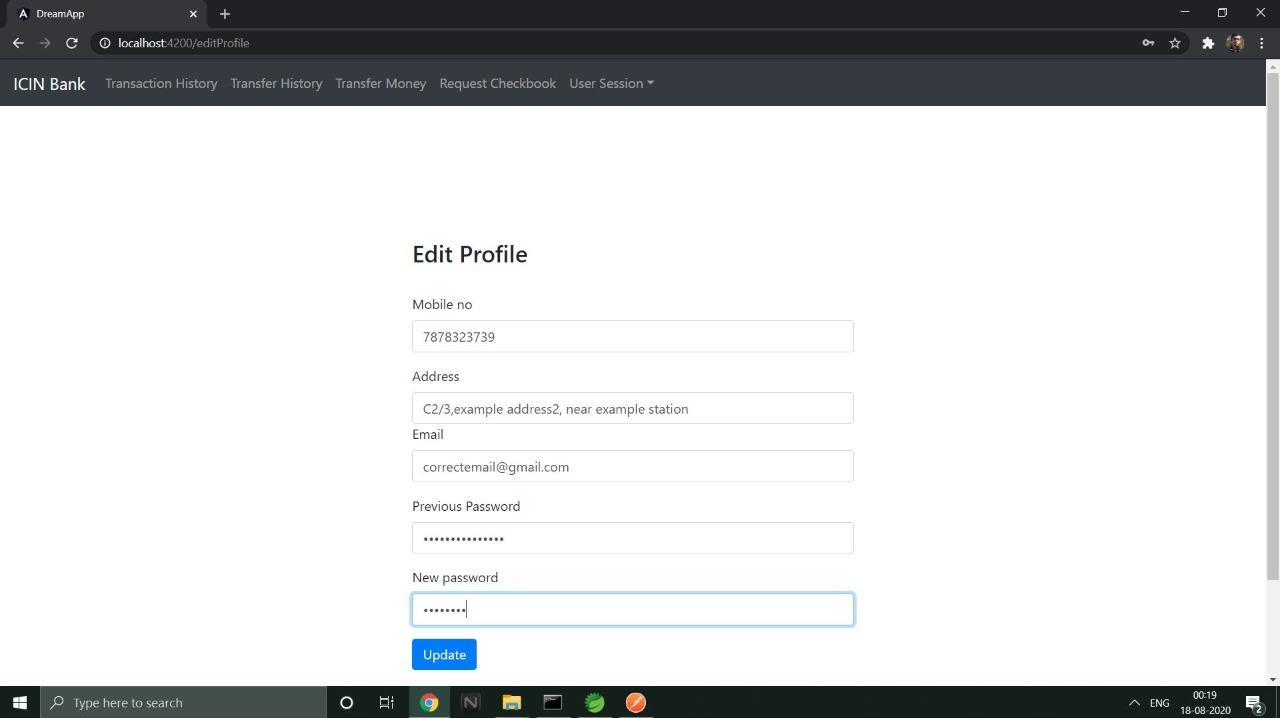 DreamApp
localhost:4200/editProfile
ICIN Bank Transaction History Transfer History Transfer Money Request Checkbook User Session
Edit Profile
Mobile no
7878323739
Address
C2/3,example address2, near example station
Email
correctemail@gmail.com
Previous Password
•••••••••••••••
New password
••••••••
Update
Type here to search
ENG
00:19
18-08-2020
2